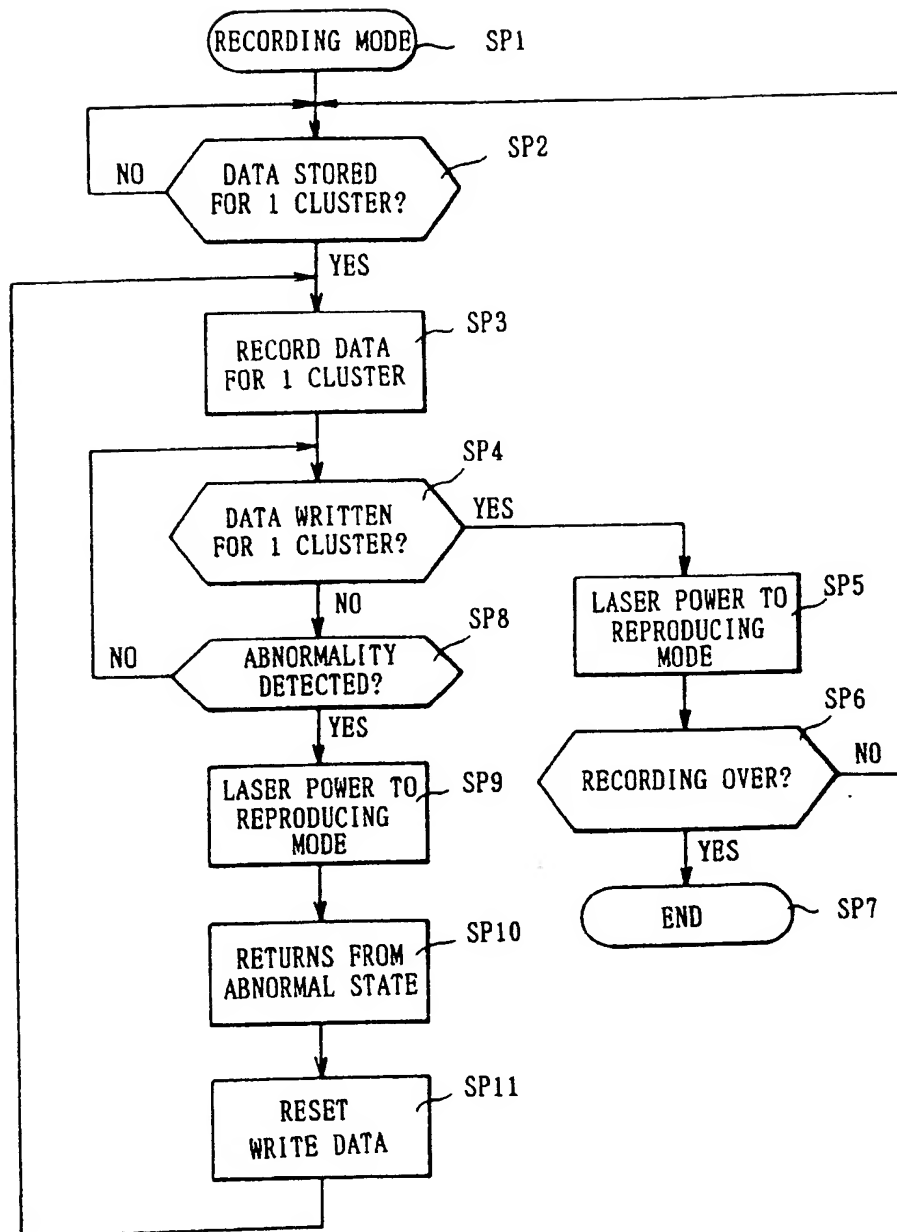 RECORDING MODE
SP1
SP2
DATA STORED
FOR 1 CLUSTER?
NO
YES
SP3
RECORD DATA
FOR 1 CLUSTER
SP4
DATA WRITTEN
FOR 1 CLUSTER?
YES
NO
SP5
LASER POWER TO
REPRODUCING
MODE
SP8
ABNORMALITY
DETECTED?
NO
YES
SP6
RECORDING OVER?
NO
YES
SP9
LASER POWER TO
REPRODUCING
MODE
END
SP7
SP10
RETURNS FROM
ABNORMAL STATE
SP11
RESET
WRITE DATA